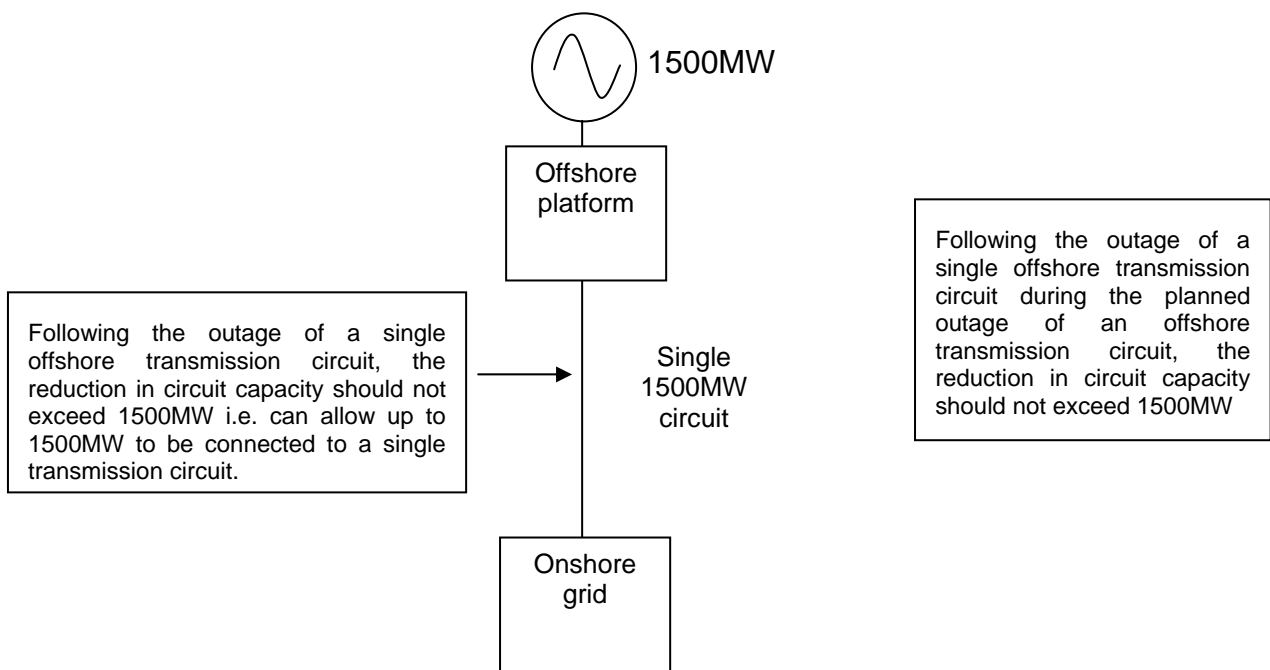 1500MW
Offshore
platform
Following the outage of a single
offshore transmission circuit, the
reduction in circuit capacity should not
exceed 1500MW i.e. can allow up to
1500MW to be connected to a single
transmission circuit.
Single
1500MW
circuit
Following the outage of a
single offshore transmission
circuit during the planned
outage of an offshore
transmission circuit, the
reduction in circuit capacity
should not exceed 1500MW
Onshore
grid